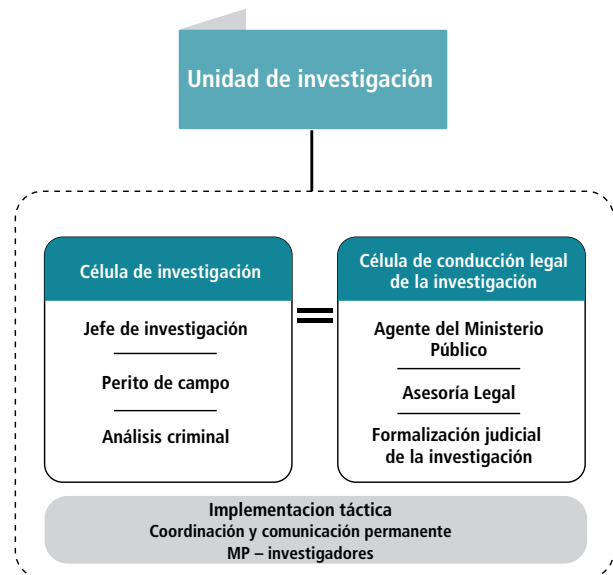 Unidad de investigación
Célula de investigación
Jefe de investigación
Perito de campo
Análisis criminal
=
Célula de conducción legal
de la investigación
Agente del Ministerio
Público
Asesoría Legal
Formalización judicial
de la investigación
Implementacion táctica
Coordinación y comunicación permanente
MP – investigadores